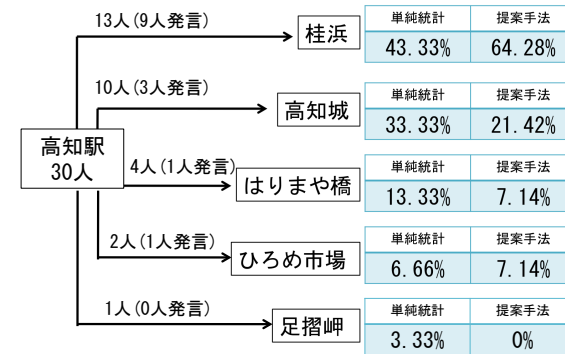 13人(9人発言)
桂浜
単純統計 提案手法
43.33% 64.28%
10人(3人発言)
高知城
単純統計 提案手法
33.33% 21.42%
高知駅
30人
4人(1人発言)
はりまや橋
単純統計 提案手法
13.33% 7.14%
2人(1人発言)
ひろめ市場
単純統計 提案手法
6.66% 7.14%
1人(0人発言)
足摺岬
単純統計 提案手法
3.33% 0%